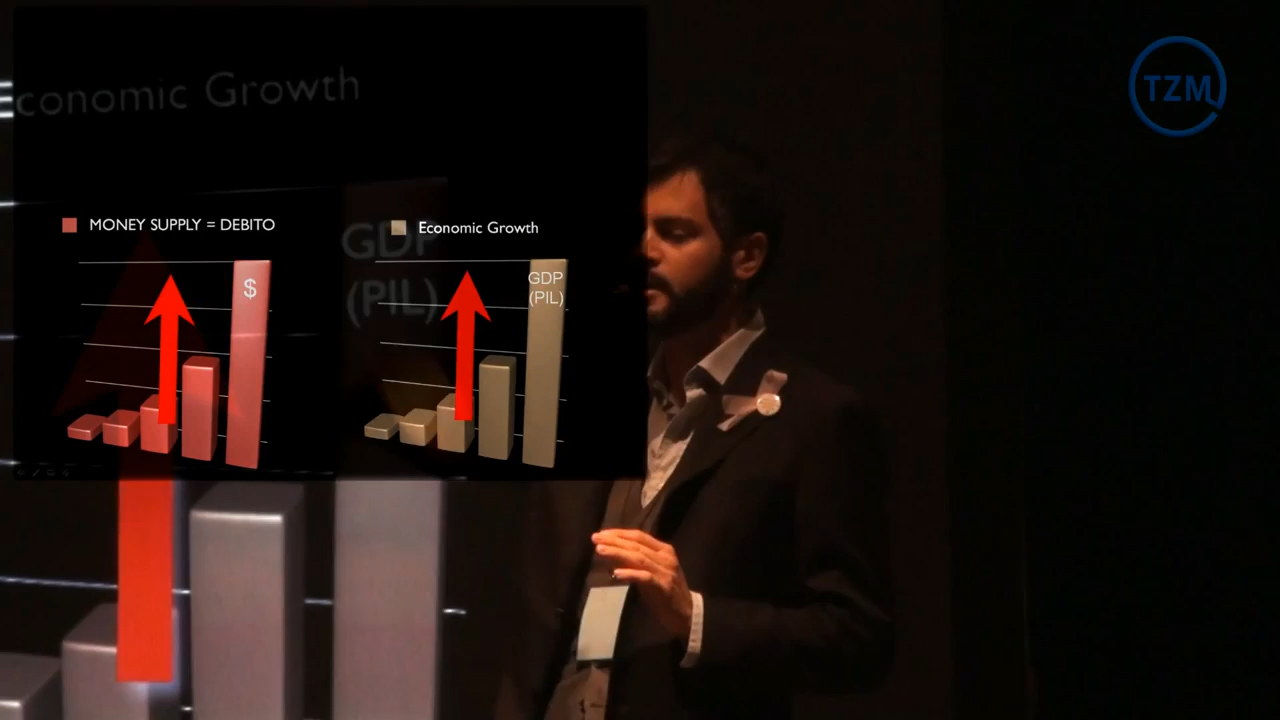 Economic Growth
TZM
MONEY SUPPLY = DEBITO
Economic Growth
GDP
(PIL)
$
GDP
(PIL)